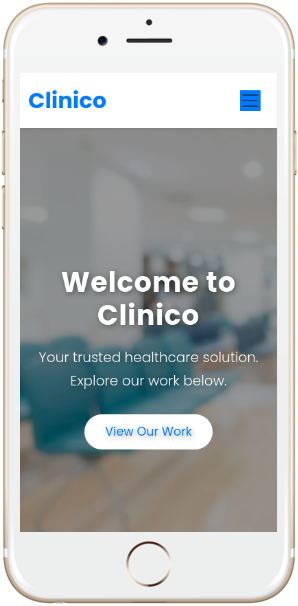 Clinico
Welcome to
Clinico
Your trusted healthcare solution.
Explore our work below.
View Our Work